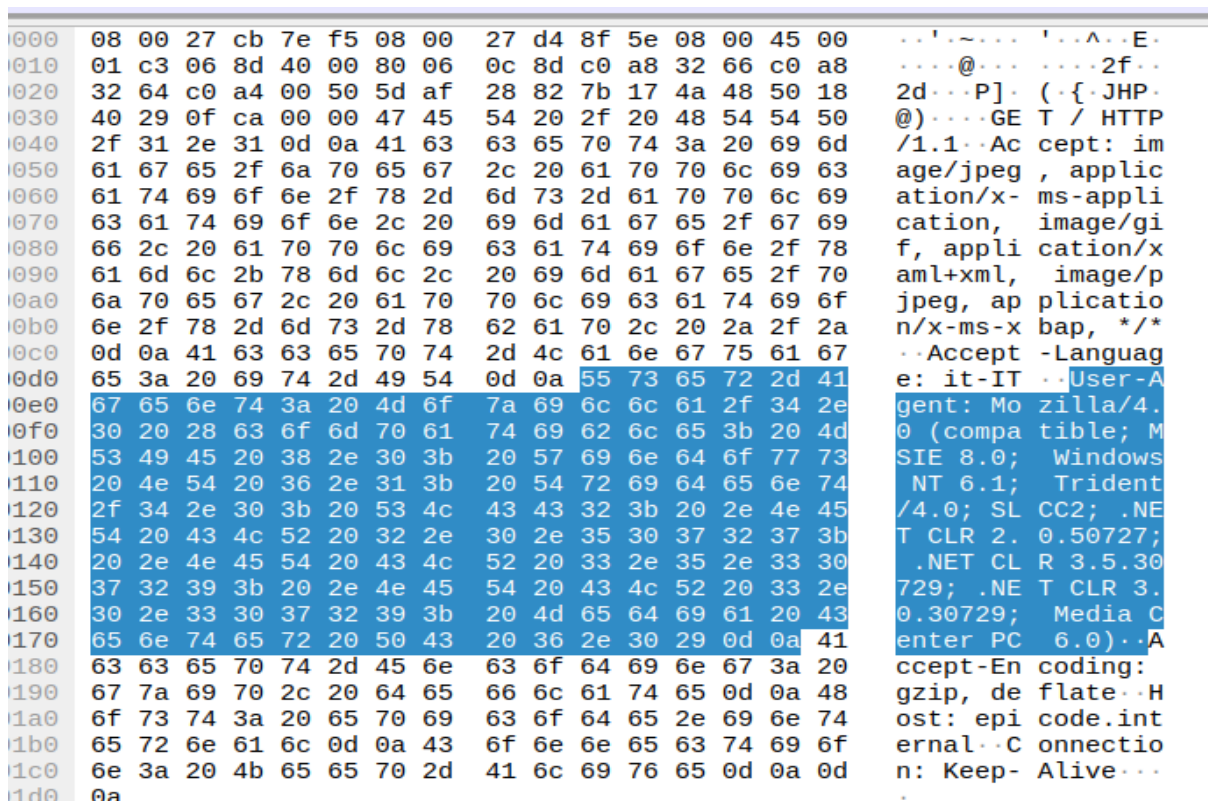 0000 08 00 27 cb 7e f5 08 00 27 d4 8f 5e 08 00 45 00 ··'·~··· '··^··E·
0010 01 c3 06 8d 40 00 80 06 0c 8d c0 a8 32 66 c0 a8 ····@··· ····2f··
0020 32 64 c0 a4 00 50 5d af 28 82 7b 17 4a 48 50 18 2d···P]· (·{·JHP·
0030 40 29 0f ca 00 00 47 45 54 20 2f 20 48 54 54 50 @)····GE T / HTTP
0040 2f 31 2e 31 0d 0a 41 63 63 65 70 74 3a 20 69 6d /1.1··Ac cept: im
0050 61 67 65 2f 6a 70 65 67 2c 20 61 70 70 6c 69 63 age/jpeg , applic
0060 61 74 69 6f 6e 2f 78 2d 6d 73 2d 61 70 70 6c 69 ation/x- ms-appli
0070 63 61 74 69 6f 6e 2c 20 69 6d 61 67 65 2f 67 69 cation,  image/gi
0080 66 2c 20 61 70 70 6c 69 63 61 74 69 6f 6e 2f 78 f, appli cation/x
0090 61 6d 6c 2b 78 6d 6c 2c 20 69 6d 61 67 65 2f 70 aml+xml,  image/p
00a0 6a 70 65 67 2c 20 61 70 70 6c 69 63 61 74 69 6f jpeg, ap plicatio
00b0 6e 2f 78 2d 6d 73 2d 78 62 61 70 2c 20 2a 2f 2a n/x-ms-x bap, */*
00c0 0d 0a 41 63 63 65 70 74 2d 4c 61 6e 67 75 61 67 ··Accept -Languag
00d0 65 3a 20 69 74 2d 49 54 0d 0a 55 73 65 72 2d 41 e: it-IT ··User-A
00e0 67 65 6e 74 3a 20 4d 6f 7a 69 6c 6c 61 2f 34 2e gent: Mo zilla/4.
00f0 30 20 28 63 6f 6d 70 61 74 69 62 6c 65 3b 20 4d 0 (compa tible; M
0100 53 49 45 20 38 2e 30 3b 20 57 69 6e 64 6f 77 73 SIE 8.0;  Windows
0110 20 4e 54 20 36 2e 31 3b 20 54 72 69 64 65 6e 74  NT 6.1;  Trident
0120 2f 34 2e 30 3b 20 53 4c 43 43 32 3b 20 2e 4e 45 /4.0; SL CC2; .NE
0130 54 20 43 4c 52 20 32 2e 30 2e 35 30 37 32 37 3b T CLR 2. 0.50727;
0140 20 2e 4e 45 54 20 43 4c 52 20 33 2e 35 2e 33 30  .NET CL R 3.5.30
0150 37 32 39 3b 20 2e 4e 45 54 20 43 4c 52 20 33 2e 729; .NE T CLR 3.
0160 30 2e 33 30 37 32 39 3b 20 4d 65 64 69 61 20 43 0.30729;  Media C
0170 65 6e 74 65 72 20 50 43 20 36 2e 30 29 0d 0a 41 enter PC  6.0)··A
0180 63 63 65 70 74 2d 45 6e 63 6f 64 69 6e 67 3a 20 ccept-En coding: 
0190 67 7a 69 70 2c 20 64 65 66 6c 61 74 65 0d 0a 48 gzip, de flate··H
01a0 6f 73 74 3a 20 65 70 69 63 6f 64 65 2e 69 6e 74 ost: epi code.int
01b0 65 72 6e 61 6c 0d 0a 43 6f 6e 6e 65 63 74 69 6f ernal··C onnectio
01c0 6e 3a 20 4b 65 65 70 2d 41 6c 69 76 65 0d 0a 0d n: Keep- Alive···
01d0 0a ·